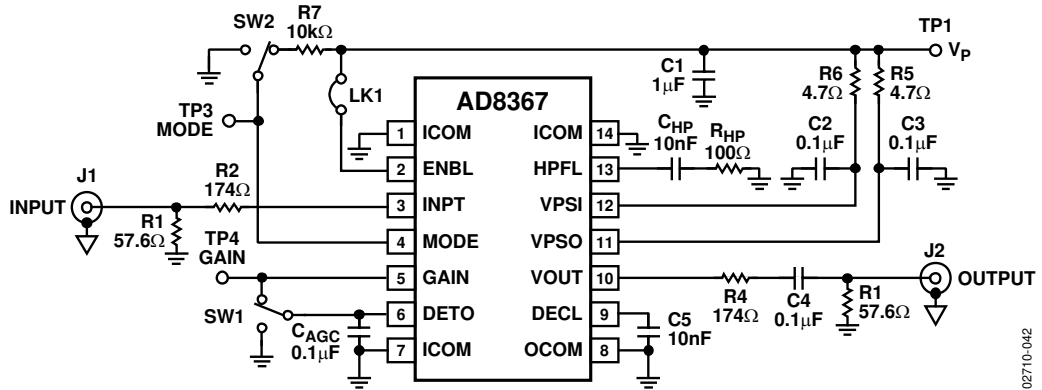 SW2
R7
10kΩ
TP1
VP
LK1
C1
1μF
R6
4.7Ω
R5
4.7Ω
TP3
MODE
AD8367
CHP
10nF
RHP
100Ω
C2
0.1μF
C3
0.1μF
1 ICOM
ICOM 14
2 ENBL
HPFL 13
J1
INPUT
R2
174Ω
3 INPT
VPSI 12
R1
57.6Ω
4 MODE
VPSO 11
TP4
GAIN
5 GAIN
VOUT 10
J2
OUTPUT
SW1
6 DETO
DECL 9
R4
174Ω
C4
0.1μF
R1
57.6Ω
CAGC
0.1μF
7 ICOM
OCOM 8
C5
10nF
02710-042